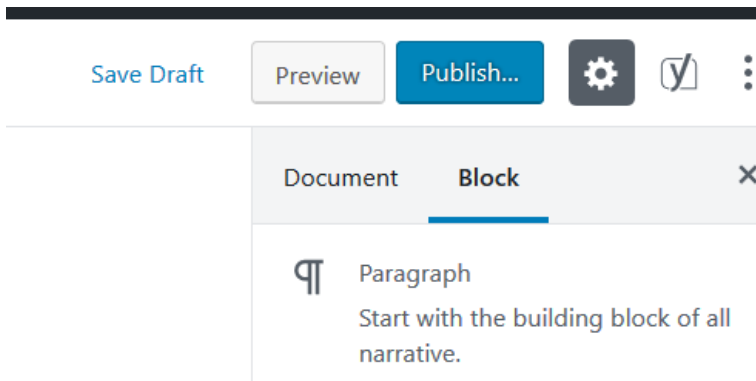 Save Draft Preview Publish...
Document Block
Paragraph
Start with the building block of all
narrative.